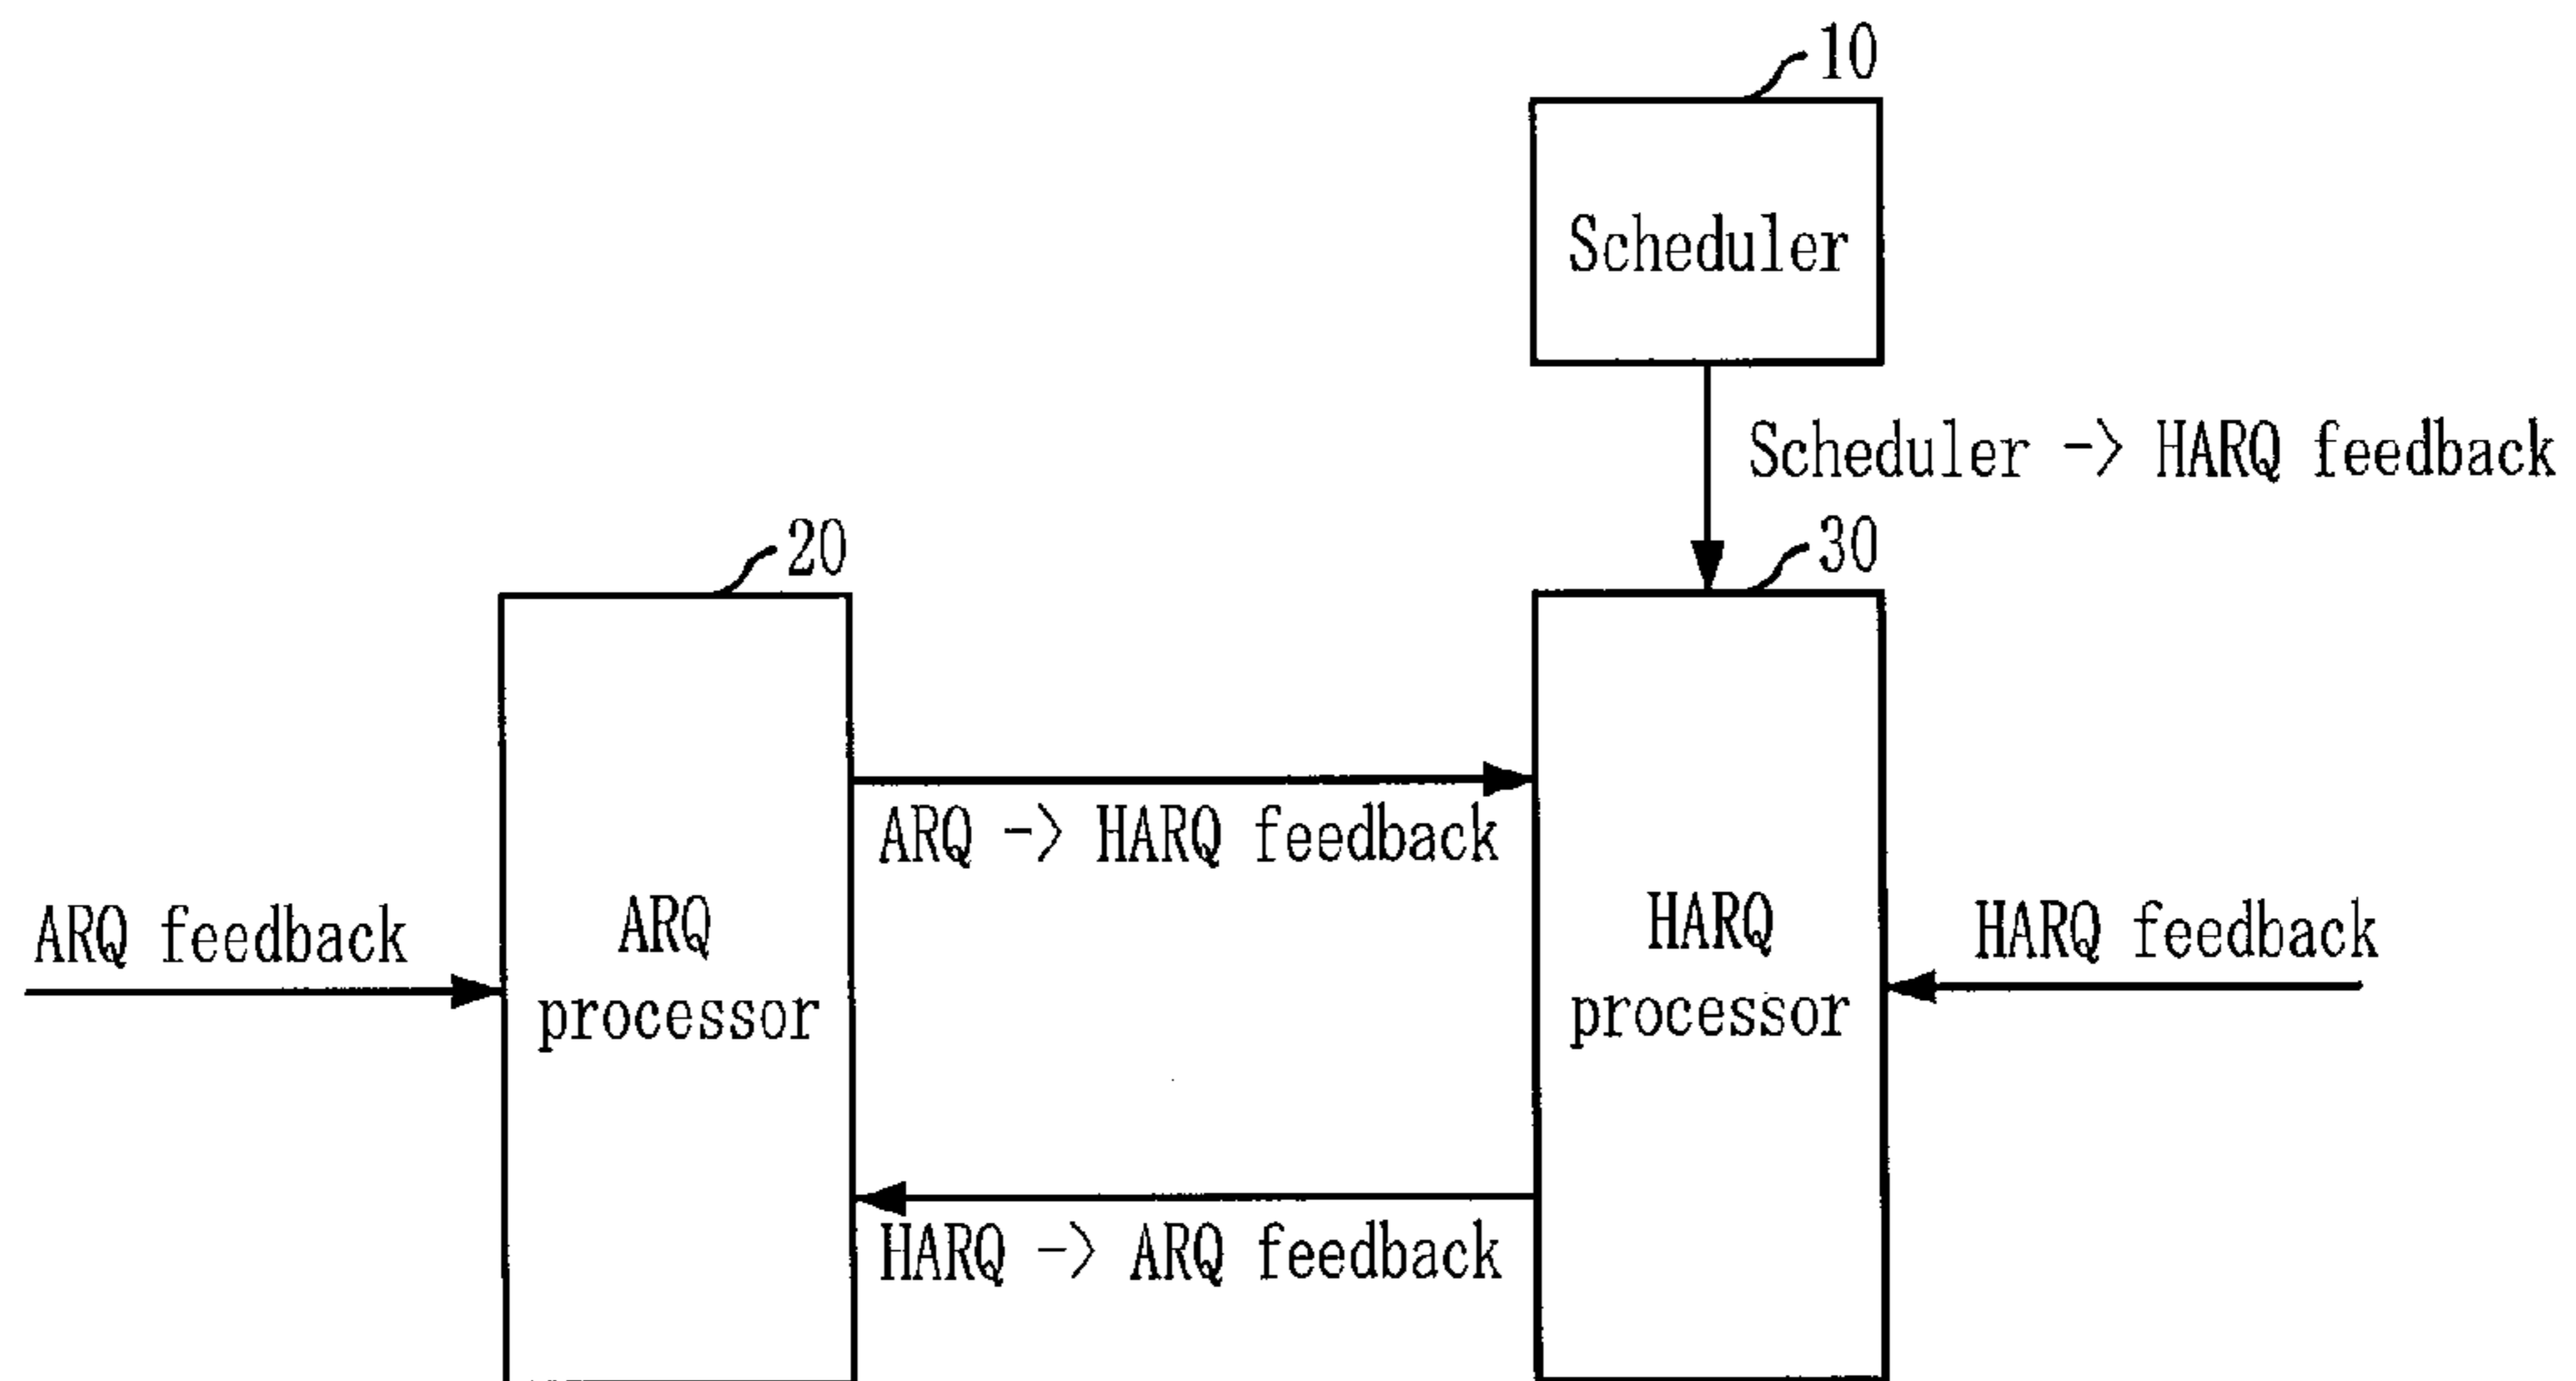 10
Scheduler
Scheduler -> HARQ feedback
20
30
ARQ -> HARQ feedback
ARQ feedback
ARQ
processor
HARQ
processor
HARQ feedback
HARQ -> ARQ feedback